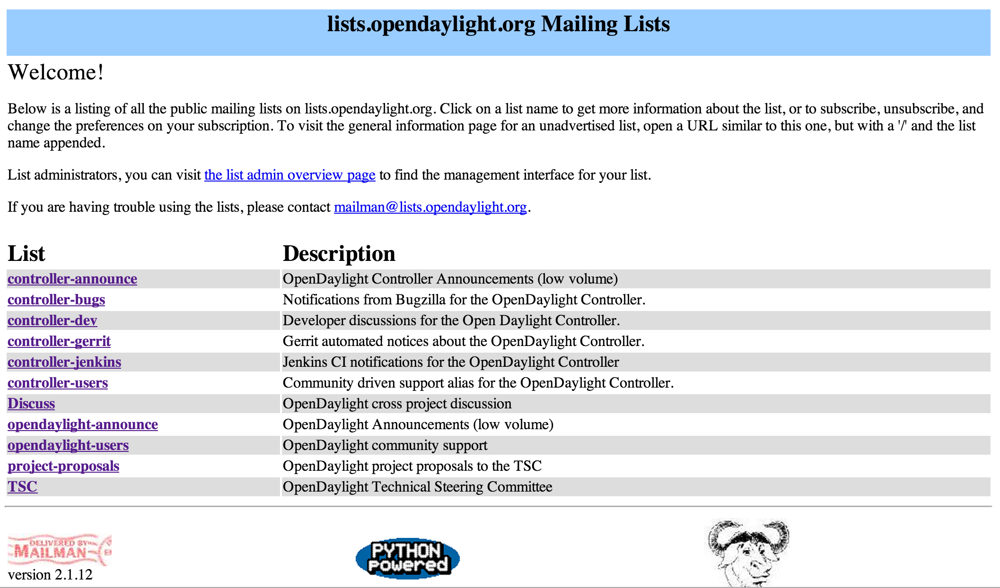 lists.opendaylight.org Mailing Lists
Welcome!
Below is a listing of all the public mailing lists on lists.opendaylight.org. Click on a list name to get more information about the list, or to subscribe, unsubscribe, and
change the preferences on your subscription. To visit the general information page for an unadvertised list, open a URL similar to this one, but with a '/' and the list
name appended.
List administrators, you can visit the list admin overview page to find the management interface for your list.
If you are having trouble using the lists, please contact mailman@lists.opendaylight.org.
List Description
controller-announce OpenDaylight Controller Announcements (low volume)
controller-bugs Notifications from Bugzilla for the OpenDaylight Controller.
controller-dev Developer discussions for the Open Daylight Controller.
controller-gerrit Gerrit automated notices about the OpenDaylight Controller.
controller-jenkins Jenkins CI notifications for the OpenDaylight Controller
controller-users Community driven support alias for the OpenDaylight Controller.
Discuss OpenDaylight cross project discussion
opendaylight-announce OpenDaylight Announcements (low volume)
opendaylight-users OpenDaylight community support
project-proposals OpenDaylight project proposals to the TSC
TSC OpenDaylight Technical Steering Committee
DELIVERED BY
MAILMAN
version 2.1.12
PYTHON
powered